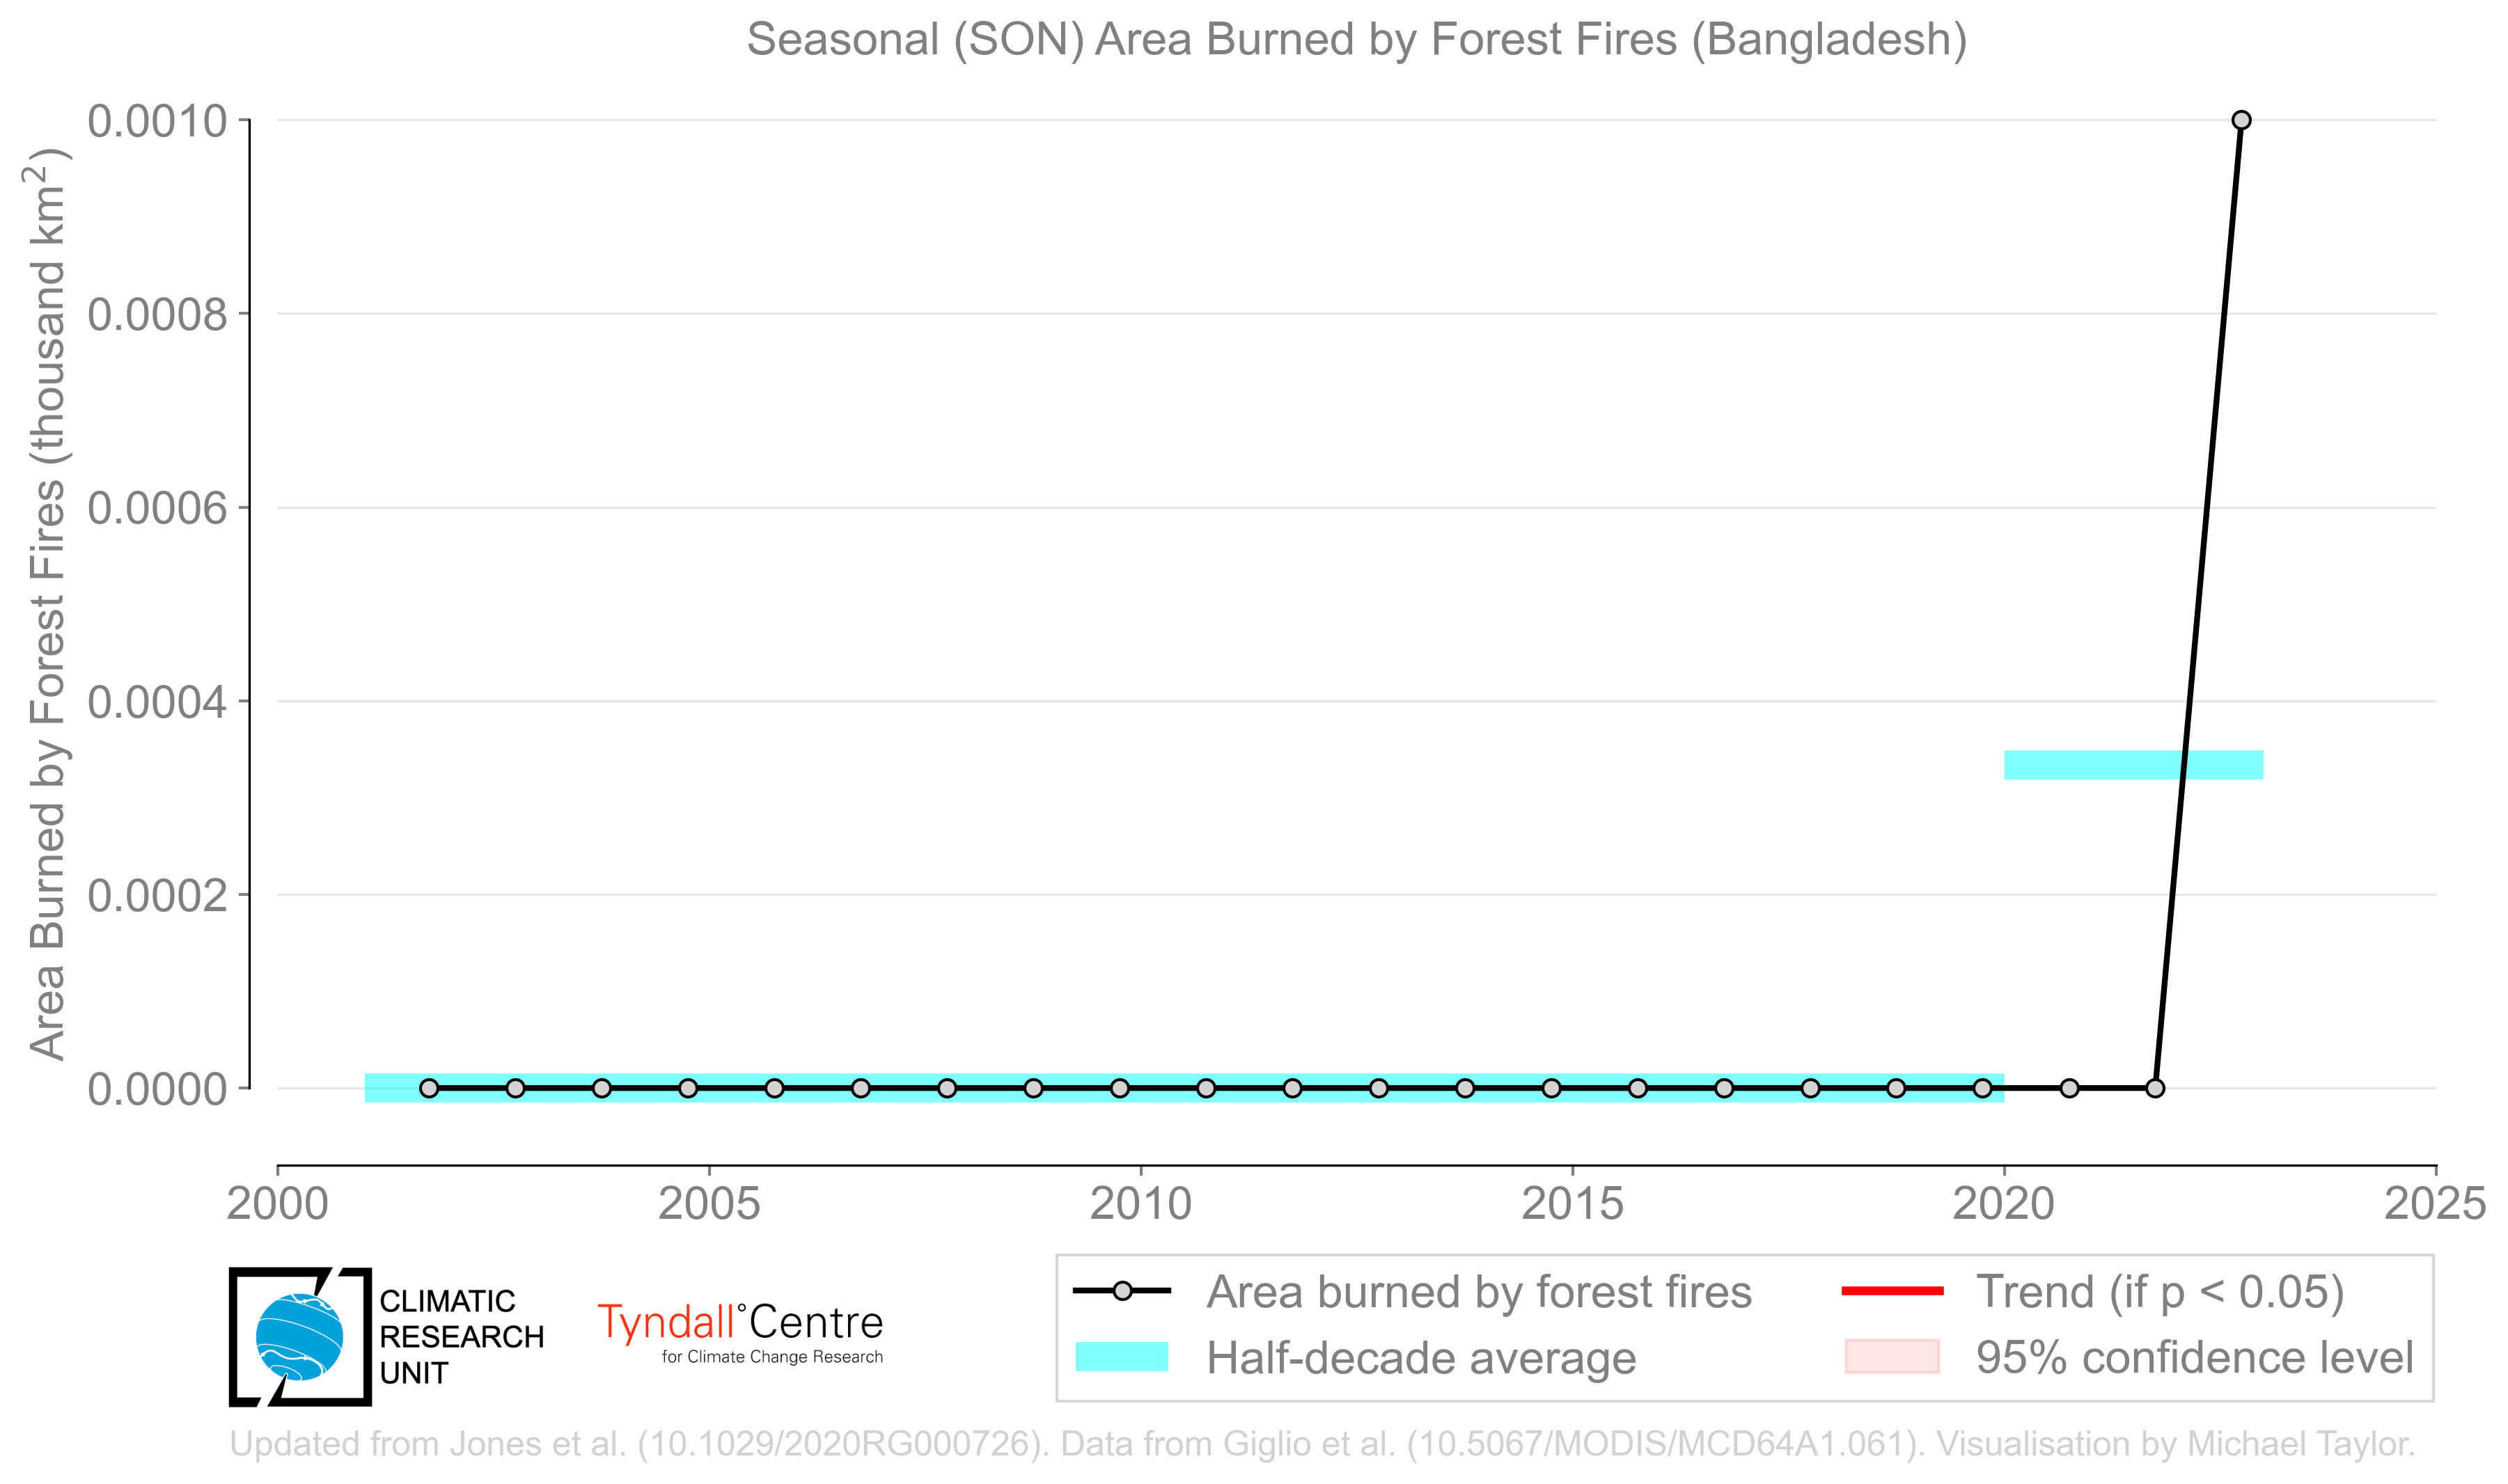 Seasonal (SON) Area Burned by Forest Fires (Bangladesh)
Area Burned by Forest Fires (thousand km²)
0.0010
0.0008
0.0006
0.0004
0.0002
0.0000
2000 2005 2010 2015 2020 2025
CLIMATIC
RESEARCH
UNIT
Tyndall°Centre
for Climate Change Research
Area burned by forest fires
Half-decade average
Trend (if p < 0.05)
95% confidence level
Updated from Jones et al. (10.1029/2020RG000726). Data from Giglio et al. (10.5067/MODIS/MCD64A1.061). Visualisation by Michael Taylor.